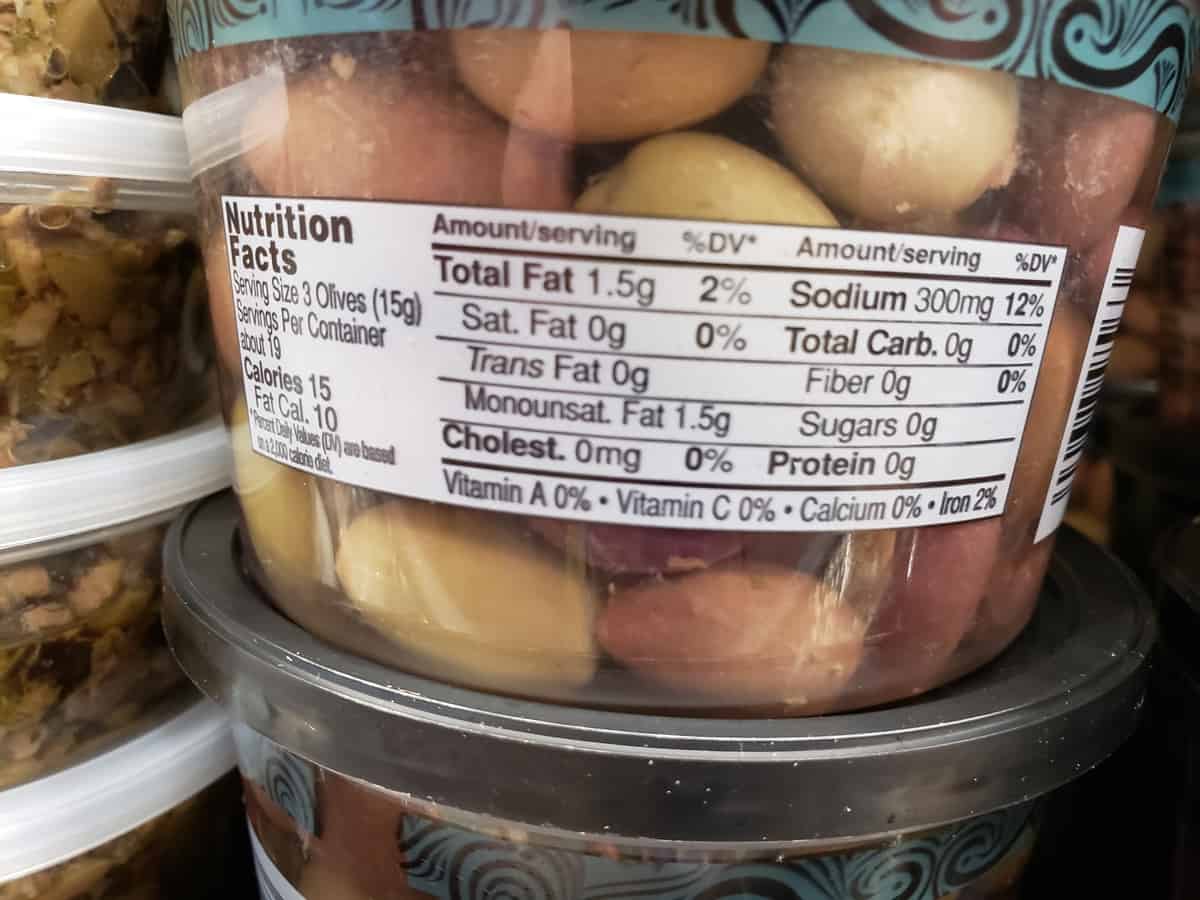 Nutrition
Facts
Serving Size 3 Olives (15g)
Servings Per Container
about 19
Calories 15
Fat Cal. 10
*Percent Daily Values (DV) are based
on a 2,000 calorie diet.
Amount/serving %DV*
Total Fat 1.5g 2%
Sat. Fat 0g 0%
Trans Fat 0g
Monounsat. Fat 1.5g
Cholest. 0mg 0%
Amount/serving %DV*
Sodium 300mg 12%
Total Carb. 0g 0%
Fiber 0g 0%
Sugars 0g
Protein 0g
Vitamin A 0% • Vitamin C 0% • Calcium 0% • Iron 2%